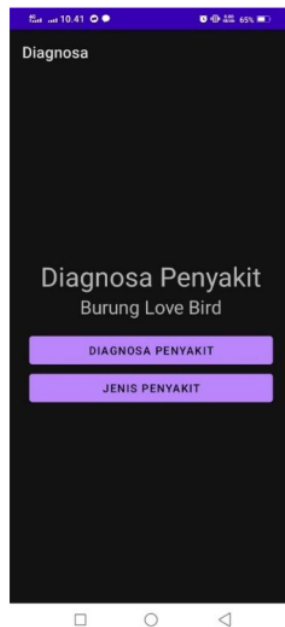 10.41
65%
Diagnosa
Diagnosa Penyakit
Burung Love Bird
DIAGNOSA PENYAKIT
JENIS PENYAKIT